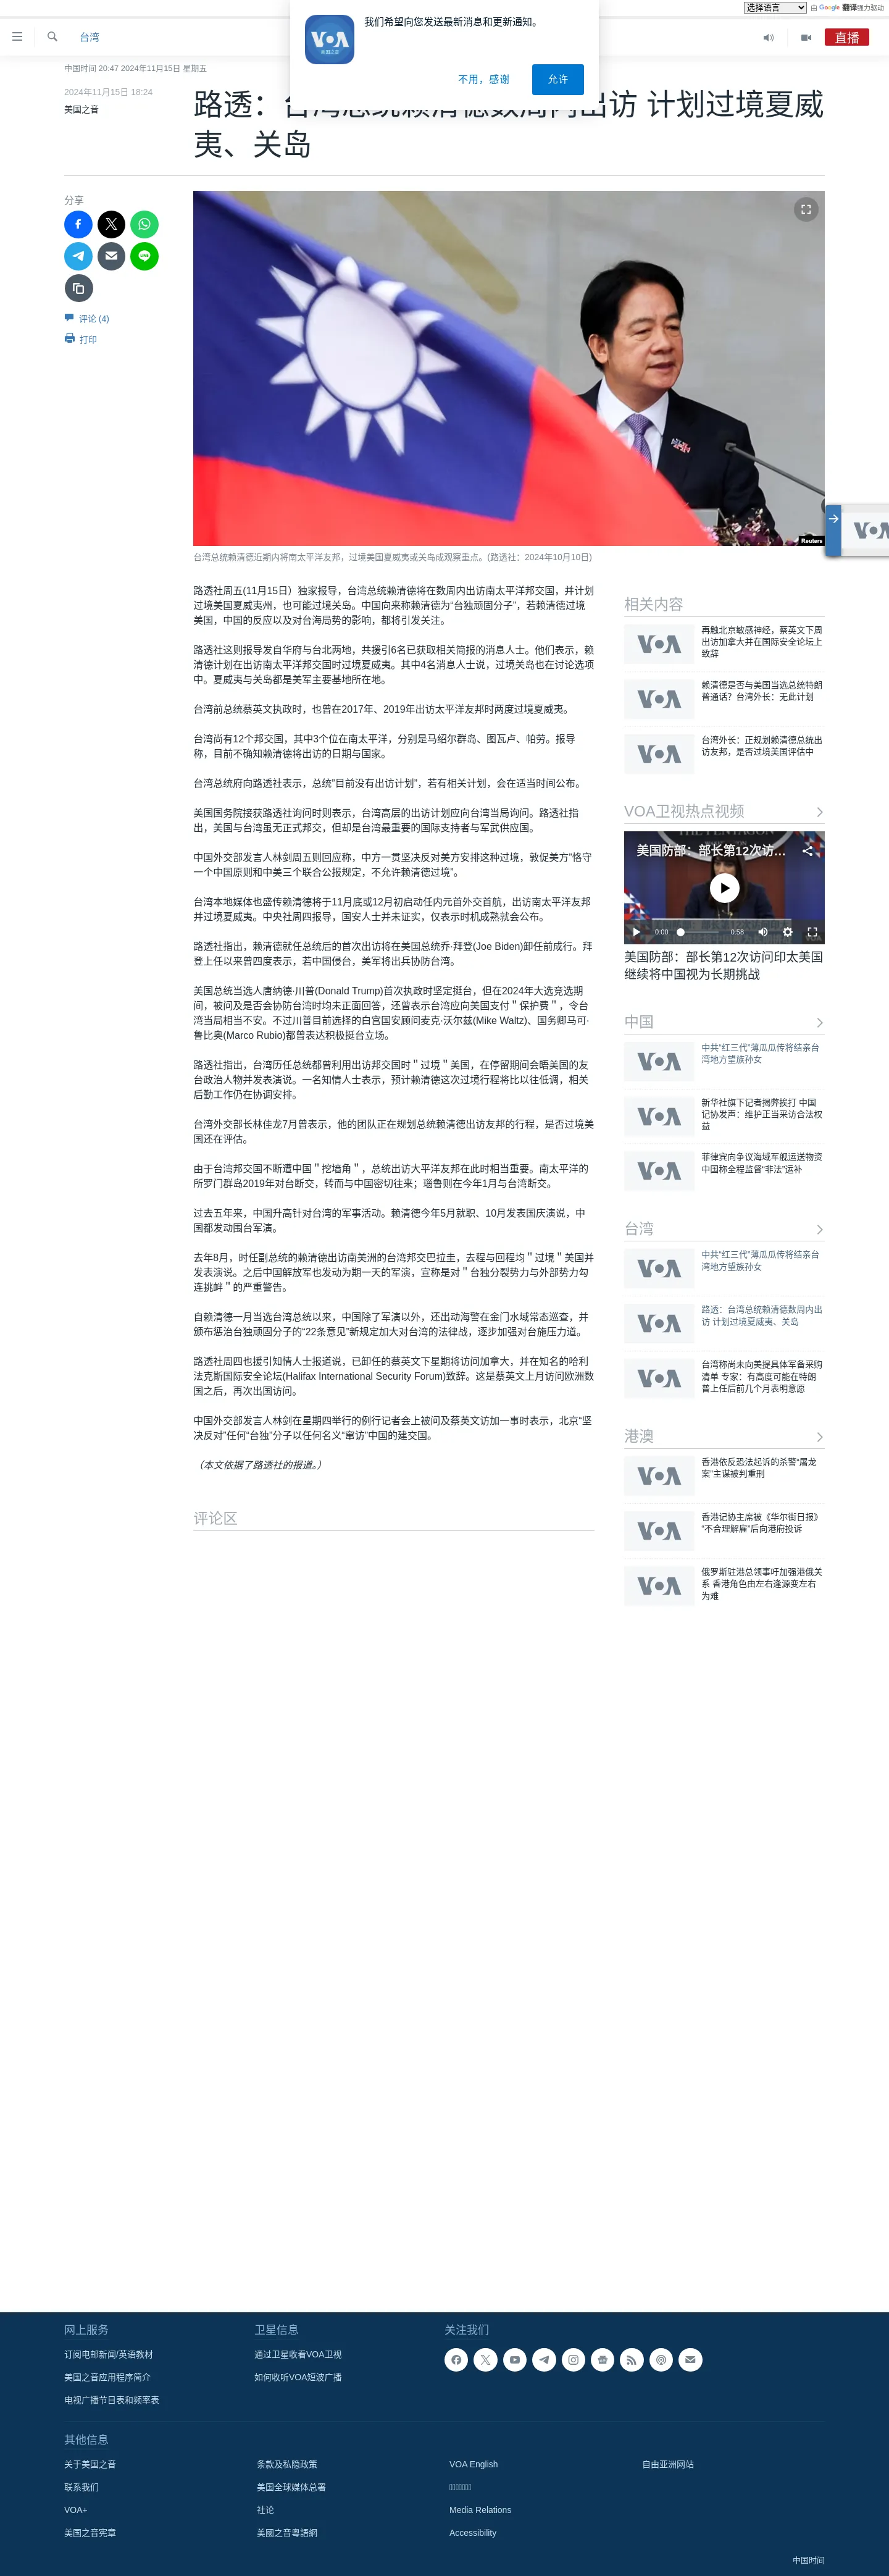 选择语言
由 Google 翻译强力驱动
我们希望向您发送最新消息和更新通知。
VOA
美国之音
不用，感谢
允许
台湾
直播
中国时间 20:47 2024年11月15日 星期五
2024年11月15日 18:24
美国之音
夷、关岛
分享
评论 (4)
打印
Reuters
台湾总统赖清德近期内将南太平洋友邦，过境美国夏威夷或关岛成观察重点。(路透社：2024年10月10日)
路透社周五(11月15日）独家报导，台湾总统赖清德将在数周内出访南太平洋邦交国，并计划
过境美国夏威夷州，也可能过境关岛。中国向来称赖清德为“台独顽固分子”，若赖清德过境
美国，中国的反应以及对台海局势的影响，都将引发关注。
路透社这则报导发自华府与台北两地，共援引6名已获取相关简报的消息人士。他们表示，赖
清德计划在出访南太平洋邦交国时过境夏威夷。其中4名消息人士说，过境关岛也在讨论选项
中。夏威夷与关岛都是美军主要基地所在地。
台湾前总统蔡英文执政时，也曾在2017年、2019年出访太平洋友邦时两度过境夏威夷。
台湾尚有12个邦交国，其中3个位在南太平洋，分别是马绍尔群岛、图瓦卢、帕劳。报导
称，目前不确知赖清德将出访的日期与国家。
台湾总统府向路透社表示，总统“目前没有出访计划”，若有相关计划，会在适当时间公布。
美国国务院接获路透社询问时则表示，台湾高层的出访计划应向台湾当局询问。路透社指
出，美国与台湾虽无正式邦交，但却是台湾最重要的国际支持者与军武供应国。
中国外交部发言人林剑周五则回应称，中方一贯坚决反对美方安排这种过境，敦促美方”恪守
一个中国原则和中美三个联合公报规定，不允许赖清德过境”。
台湾本地媒体也盛传赖清德将于11月底或12月初启动任内元首外交首航，出访南太平洋友邦
并过境夏威夷。中央社周四报导，国安人士并未证实，仅表示时机成熟就会公布。
路透社指出，赖清德就任总统后的首次出访将在美国总统乔·拜登(Joe Biden)卸任前成行。拜
登上任以来曾四度表示，若中国侵台，美军将出兵协防台湾。
美国总统当选人唐纳德·川普(Donald Trump)首次执政时坚定挺台，但在2024年大选竞选期
间，被问及是否会协防台湾时均未正面回答，还曾表示台湾应向美国支付＂保护费＂，令台
湾当局相当不安。不过川普目前选择的白宫国安顾问麦克·沃尔兹(Mike Waltz)、国务卿马可·
鲁比奥(Marco Rubio)都曾表达积极挺台立场。
路透社指出，台湾历任总统都曾利用出访邦交国时＂过境＂美国，在停留期间会晤美国的友
台政治人物并发表演说。一名知情人士表示，预计赖清德这次过境行程将比以往低调，相关
后勤工作仍在协调安排。
台湾外交部长林佳龙7月曾表示，他的团队正在规划总统赖清德出访友邦的行程，是否过境美
国还在评估。
由于台湾邦交国不断遭中国＂挖墙角＂，总统出访大平洋友邦在此时相当重要。南太平洋的
所罗门群岛2019年对台断交，转而与中国密切往来；瑙鲁则在今年1月与台湾断交。
过去五年来，中国升高针对台湾的军事活动。赖清德今年5月就职、10月发表国庆演说，中
国都发动围台军演。
去年8月，时任副总统的赖清德出访南美洲的台湾邦交巴拉圭，去程与回程均＂过境＂美国并
发表演说。之后中国解放军也发动为期一天的军演，宣称是对＂台独分裂势力与外部势力勾
连挑衅＂的严重警告。
自赖清德一月当选台湾总统以来，中国除了军演以外，还出动海警在金门水域常态巡查，并
颁布惩治台独顽固分子的“22条意见”新规定加大对台湾的法律战，逐步加强对台施压力道。
路透社周四也援引知情人士报道说，已卸任的蔡英文下星期将访问加拿大，并在知名的哈利
法克斯国际安全论坛(Halifax International Security Forum)致辞。这是蔡英文上月访问欧洲数
国之后，再次出国访问。
中国外交部发言人林剑在星期四举行的例行记者会上被问及蔡英文访加一事时表示，北京“坚
决反对“任何“台独”分子以任何名义“窜访”中国的建交国。
（本文依据了路透社的报道。）
评论区
相关内容
再触北京敏感神经，蔡英文下周
出访加拿大并在国际安全论坛上
致辞
赖清德是否与美国当选总统特朗
普通话？台湾外长：无此计划
台湾外长：正规划赖清德总统出
访友邦，是否过境美国评估中
VOA卫视热点视频
美国防部：部长第12次访…
0:00
0:58
美国防部：部长第12次访问印太美国
继续将中国视为长期挑战
中国
中共“红三代”薄瓜瓜传将结亲台
湾地方望族孙女
新华社旗下记者揭弊挨打 中国
记协发声：维护正当采访合法权
益
菲律宾向争议海域军舰运送物资
中国称全程监督“非法”运补
台湾
中共“红三代”薄瓜瓜传将结亲台
湾地方望族孙女
路透：台湾总统赖清德数周内出
访 计划过境夏威夷、关岛
台湾称尚未向美提具体军备采购
清单 专家：有高度可能在特朗
普上任后前几个月表明意愿
港澳
香港依反恐法起诉的杀警“屠龙
案”主谋被判重刑
香港记协主席被《华尔街日报》
“不合理解雇”后向港府投诉
俄罗斯驻港总领事吁加强港俄关
系 香港角色由左右逢源变左右
为难
网上服务
订阅电邮新闻/英语教材
美国之音应用程序简介
电视广播节目表和频率表
卫星信息
通过卫星收看VOA卫视
如何收听VOA短波广播
关注我们
其他信息
关于美国之音
联系我们
VOA+
美国之音宪章
条款及私隐政策
美国全球媒体总署
社论
美國之音粵語網
VOA English
Media Relations
Accessibility
自由亚洲网站
中国时间